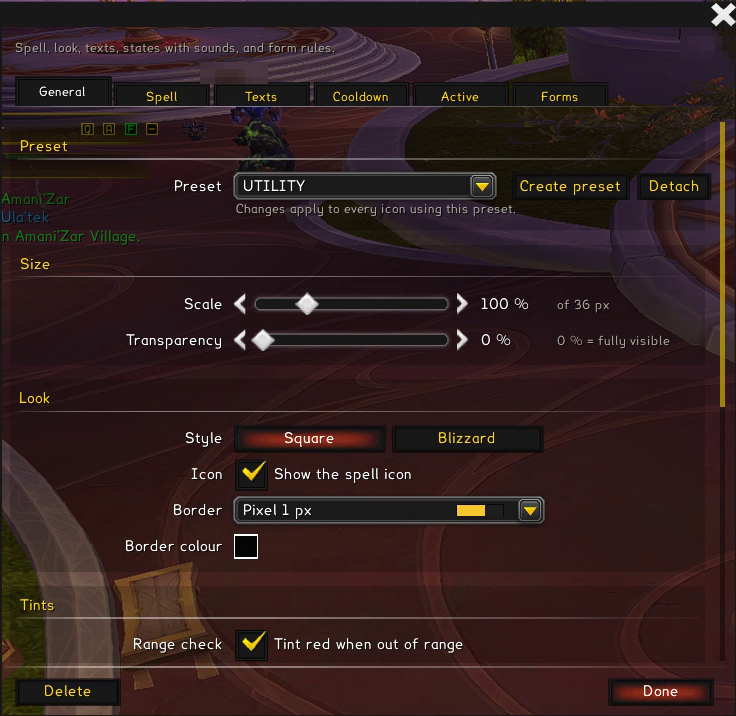 Spell, look, texts, states with sounds, and form rules.
General Spell Texts Cooldown Active Forms
Q A F
Preset
Preset UTILITY Create preset Detach
Changes apply to every icon using this preset.
Amani'Zar
Ula'tek
n Amani'Zar Village.
Size
Scale 100 % of 36 px
Transparency 0 % 0 % = fully visible
Look
Style Square Blizzard
Icon Show the spell icon
Border Pixel 1 px
Border colour
Tints
Range check Tint red when out of range
Delete Done